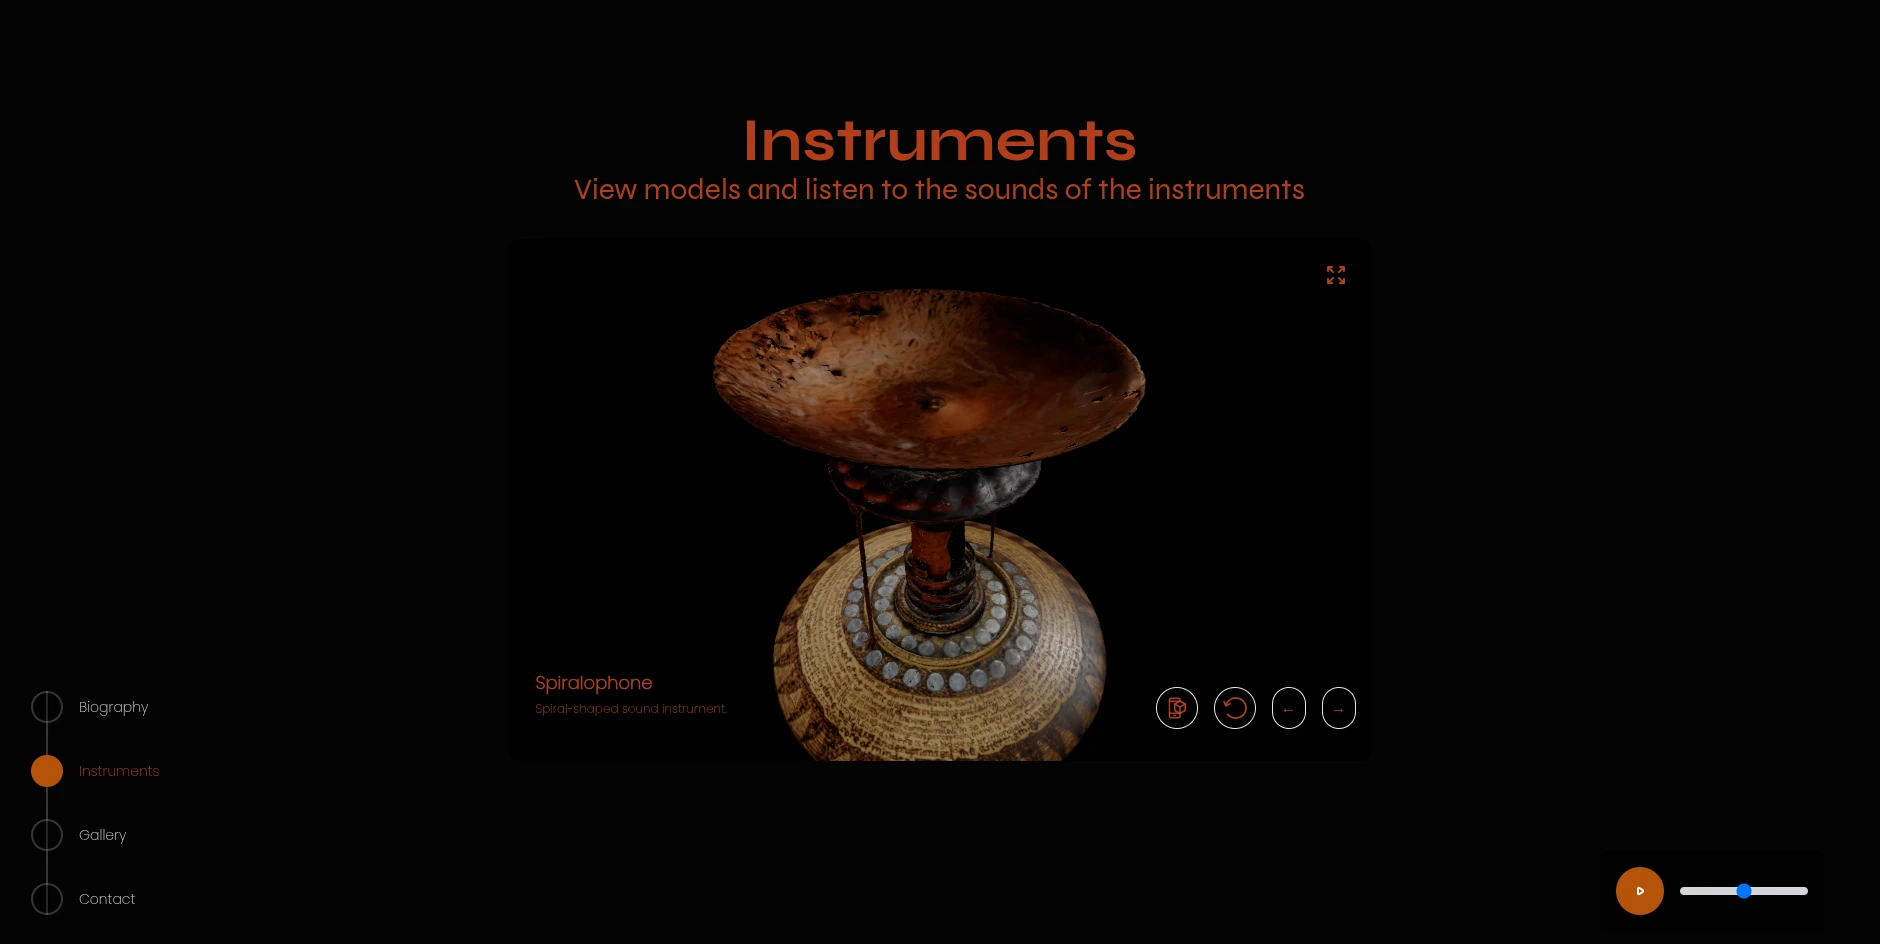 Instruments
View models and listen to the sounds of the instruments
Spiralophone
Spiral-shaped sound instrument.
Biography
Instruments
Gallery
Contact